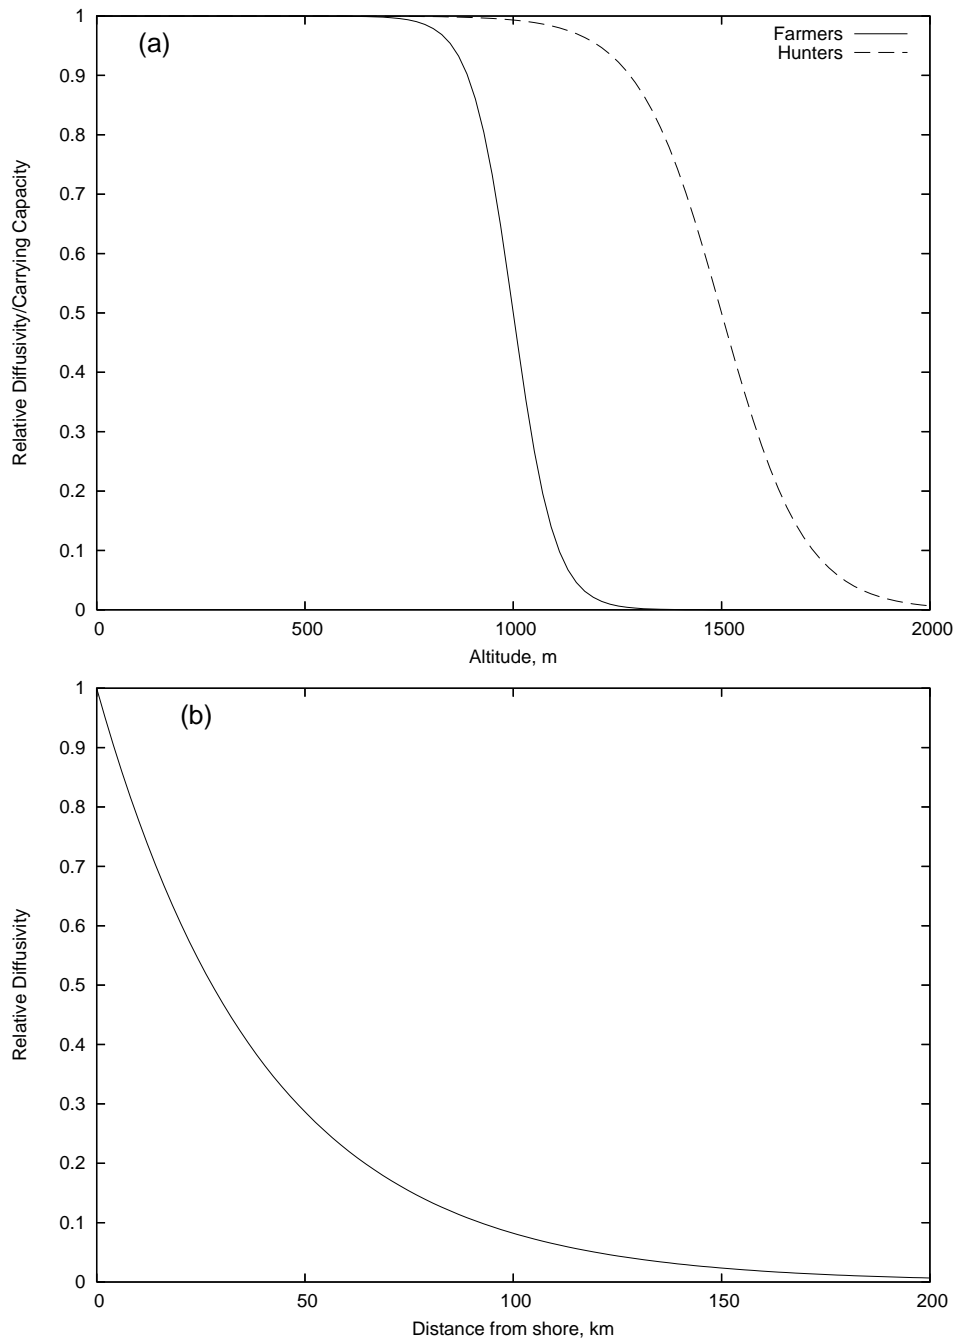 (a)
Farmers
Hunters
Relative Diffusivity/Carrying Capacity
1
0.9
0.8
0.7
0.6
0.5
0.4
0.3
0.2
0.1
0
0 500 1000 1500 2000
Altitude, m
(b)
Relative Diffusivity
1
0.9
0.8
0.7
0.6
0.5
0.4
0.3
0.2
0.1
0
0 50 100 150 200
Distance from shore, km